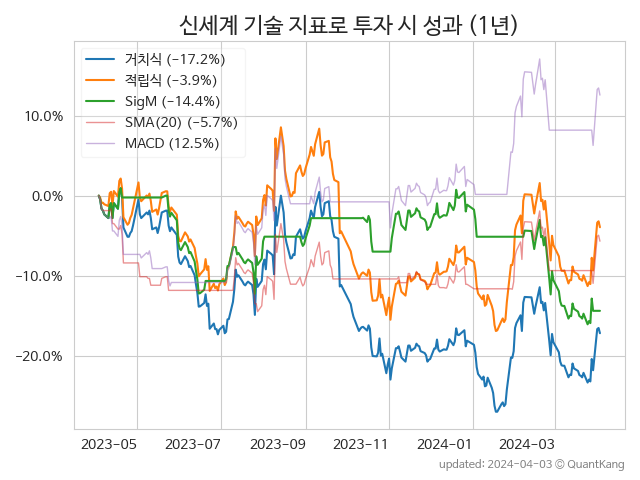 신세계 기술 지표로 투자 시 성과 (1년)
거치식 (−17.2%)
적립식 (−3.9%)
SigM (−14.4%)
SMA(20) (−5.7%)
MACD (12.5%)
10.0%
0.0%
−10.0%
−20.0%
2023-05 2023-07 2023-09 2023-11 2024-01 2024-03
updated: 2024-04-03 © QuantKang